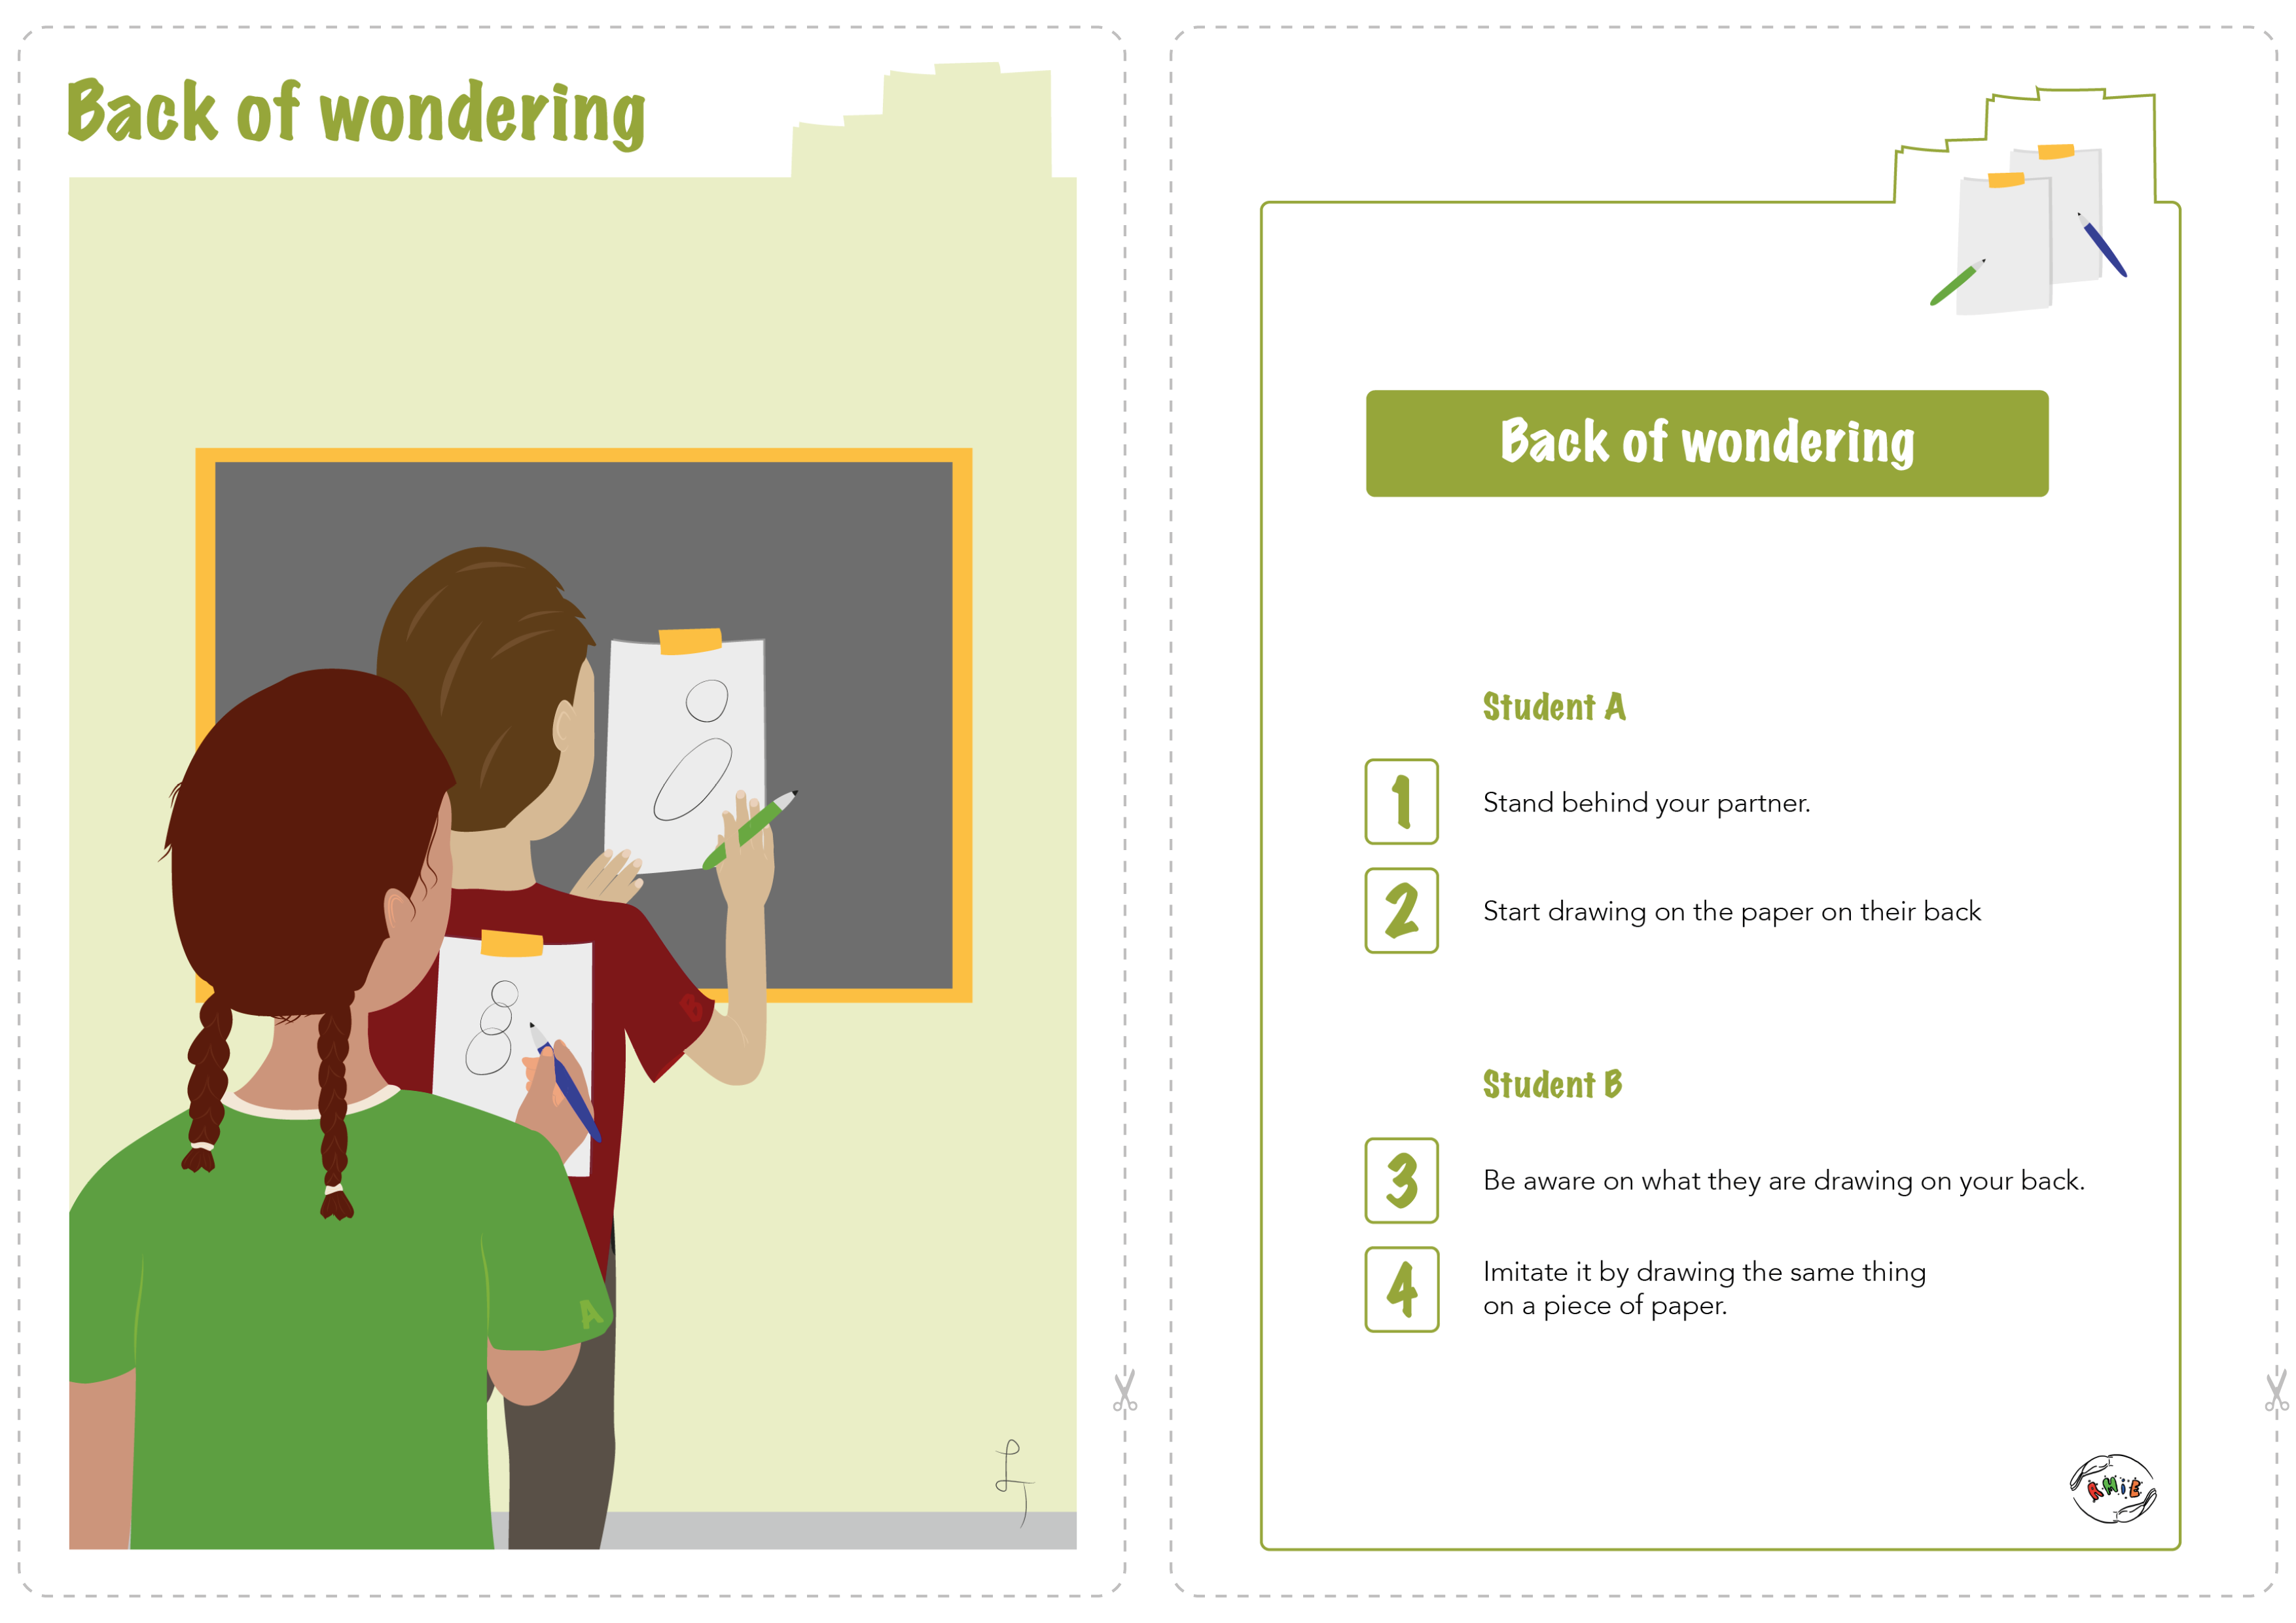 Back of wondering
B
A
Back of wondering
Student A
1
Stand behind your partner.
2
Start drawing on the paper on their back
Student B
3
Be aware on what they are drawing on your back.
4
Imitate it by drawing the same thing
on a piece of paper.